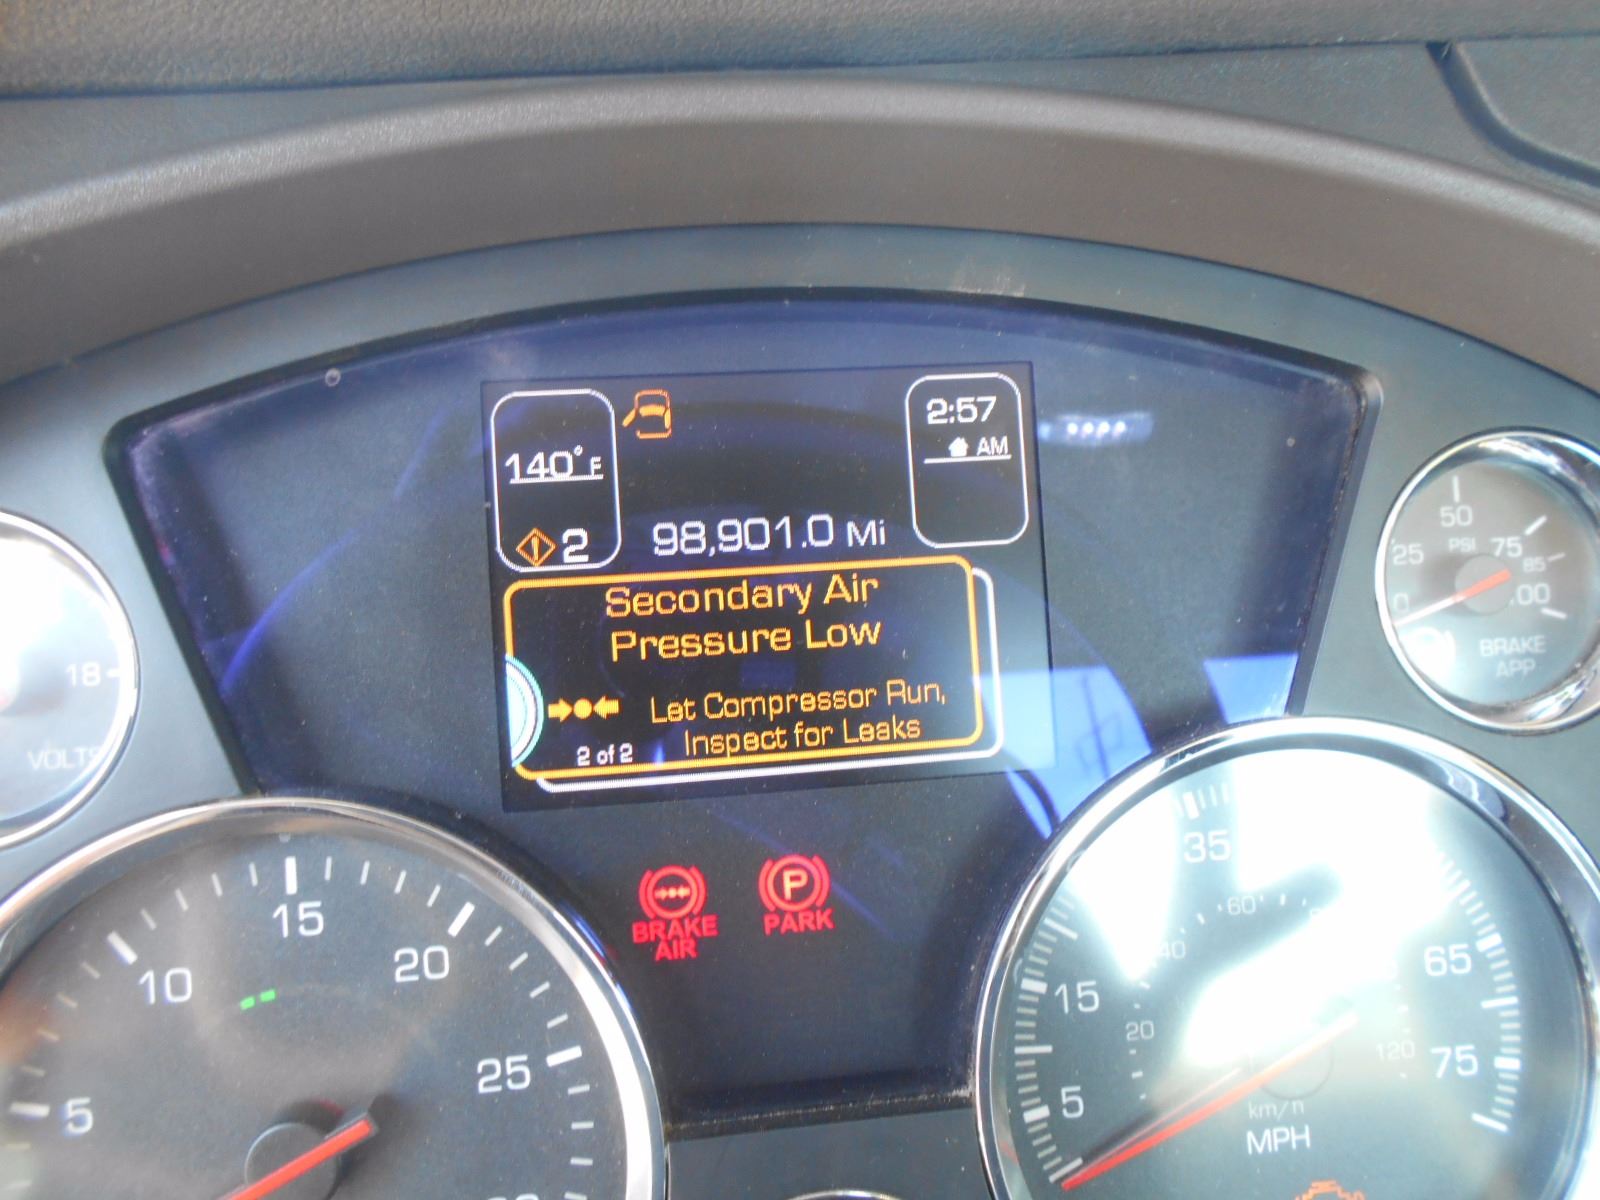 140°F
2:57
AM
2
98,901.0 Mi
Secondary Air
Pressure Low
Let Compressor Run,
Inspect for Leaks
2 of 2
BRAKE
AIR
P
PARK
18
VOLTS
50
25
PSI
75
85
0
BRAKE
APP
5
10
15
20
25
5
15
35
65
75
20
40
60
120
km/h
MPH